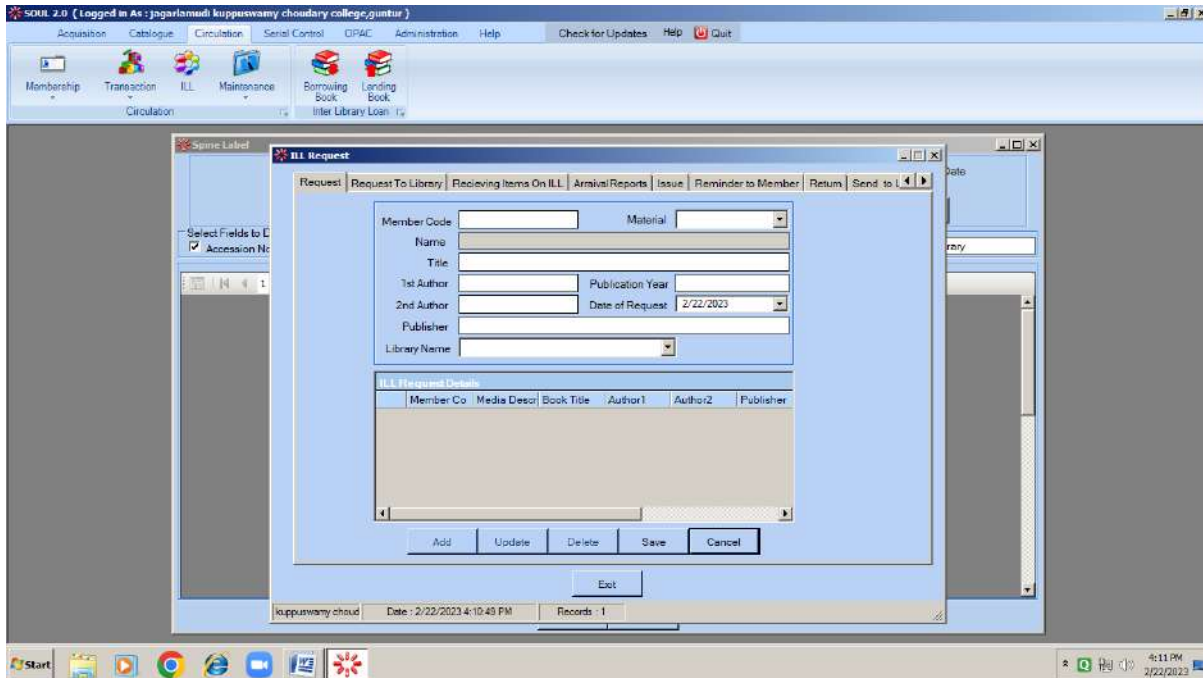 SOUL 2.0 { Logged in As : jagarlamudi kuppuswamy choudary college,guntur }
Acquisition Catalogue Circulation Serial Control OPAC Administration Help Check for Updates Help Quit
Membership Transaction ILL Maintenance Borrowing Book Lending Book
Circulation Inter Library Loan
Spine Label
ILL Request
Date
Request Request To Library Recieving Items On ILL Arraival Reports Issue Reminder to Member Return Send to L
Member Code Material
Select Fields to D
Name
Accession No
rary
Title
1
1st Author Publication Year
2nd Author Date of Request 2/22/2023
Publisher
Library Name
ILL Request Details
Member Co Media Descr Book Title Author1 Author2 Publisher
Add Update Delete Save Cancel
Exit
kuppuswamy choud Date : 2/22/2023 4:10:49 PM Records : 1
Start
4:11 PM
2/22/2023